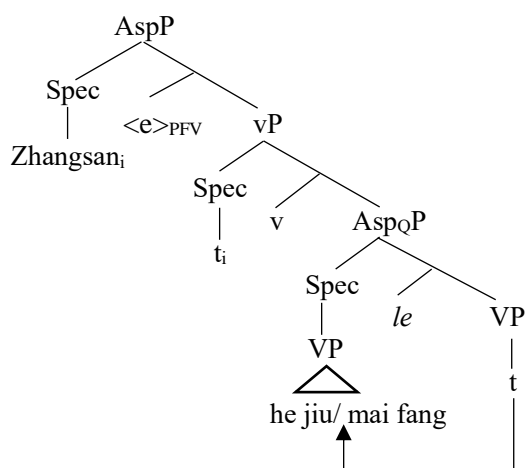 AspP
Spec
<e>PFV
vP
Zhangsani
Spec
v
AspQP
ti
Spec
le
VP
VP
t
he jiu/ mai fang